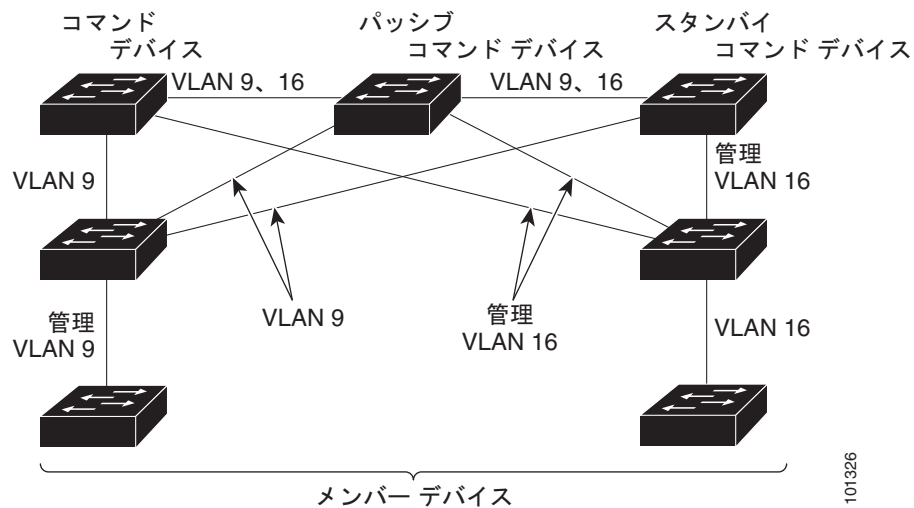 コマンド
デバイス
パッシブ
コマンド デバイス
スタンバイ
コマンド デバイス
VLAN 9、16
VLAN 9、16
VLAN 9
管理
VLAN 16
VLAN 9
管理
VLAN 16
管理
VLAN 9
VLAN 16
メンバー デバイス
101326